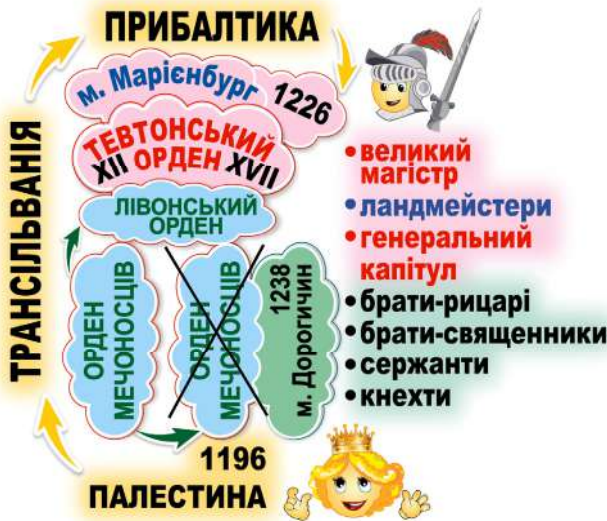 ПРИБАЛТИКА
м. Марієнбург 1226
ТЕВТОНСЬКИЙ
XII ОРДЕН XVII
ЛІВОНСЬКИЙ
ОРДЕН
ТРАНСІЛЬВАНІЯ
ОРДЕН
МЕЧОНОСЦІВ
ОРДЕН
МЕЧОНОСЦІВ
1238
м. Дорогичин
• великий
магістр
• ландмейстери
• генеральний
капітул
• брати-рицарі
• брати-священники
• сержанти
• кнехти
1196
ПАЛЕСТИНА